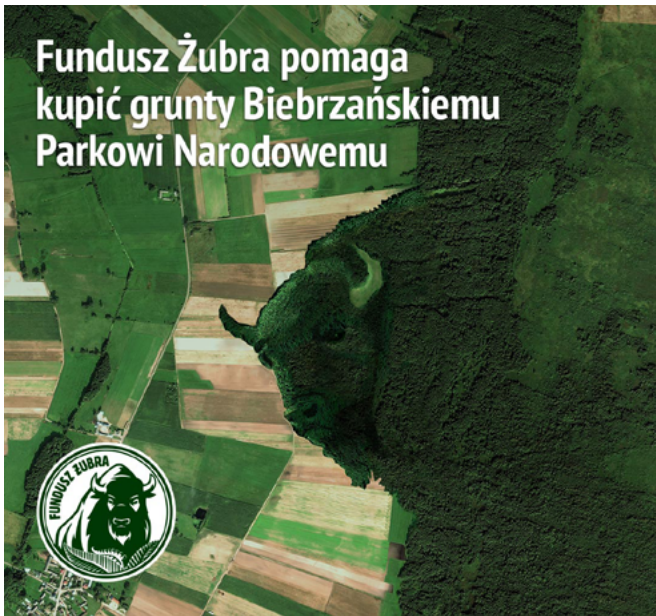 Fundusz Żubra pomaga
kupić grunty Biebrzańskiemu
Parkowi Narodowemu
FUNDUSZ ŻUBRA